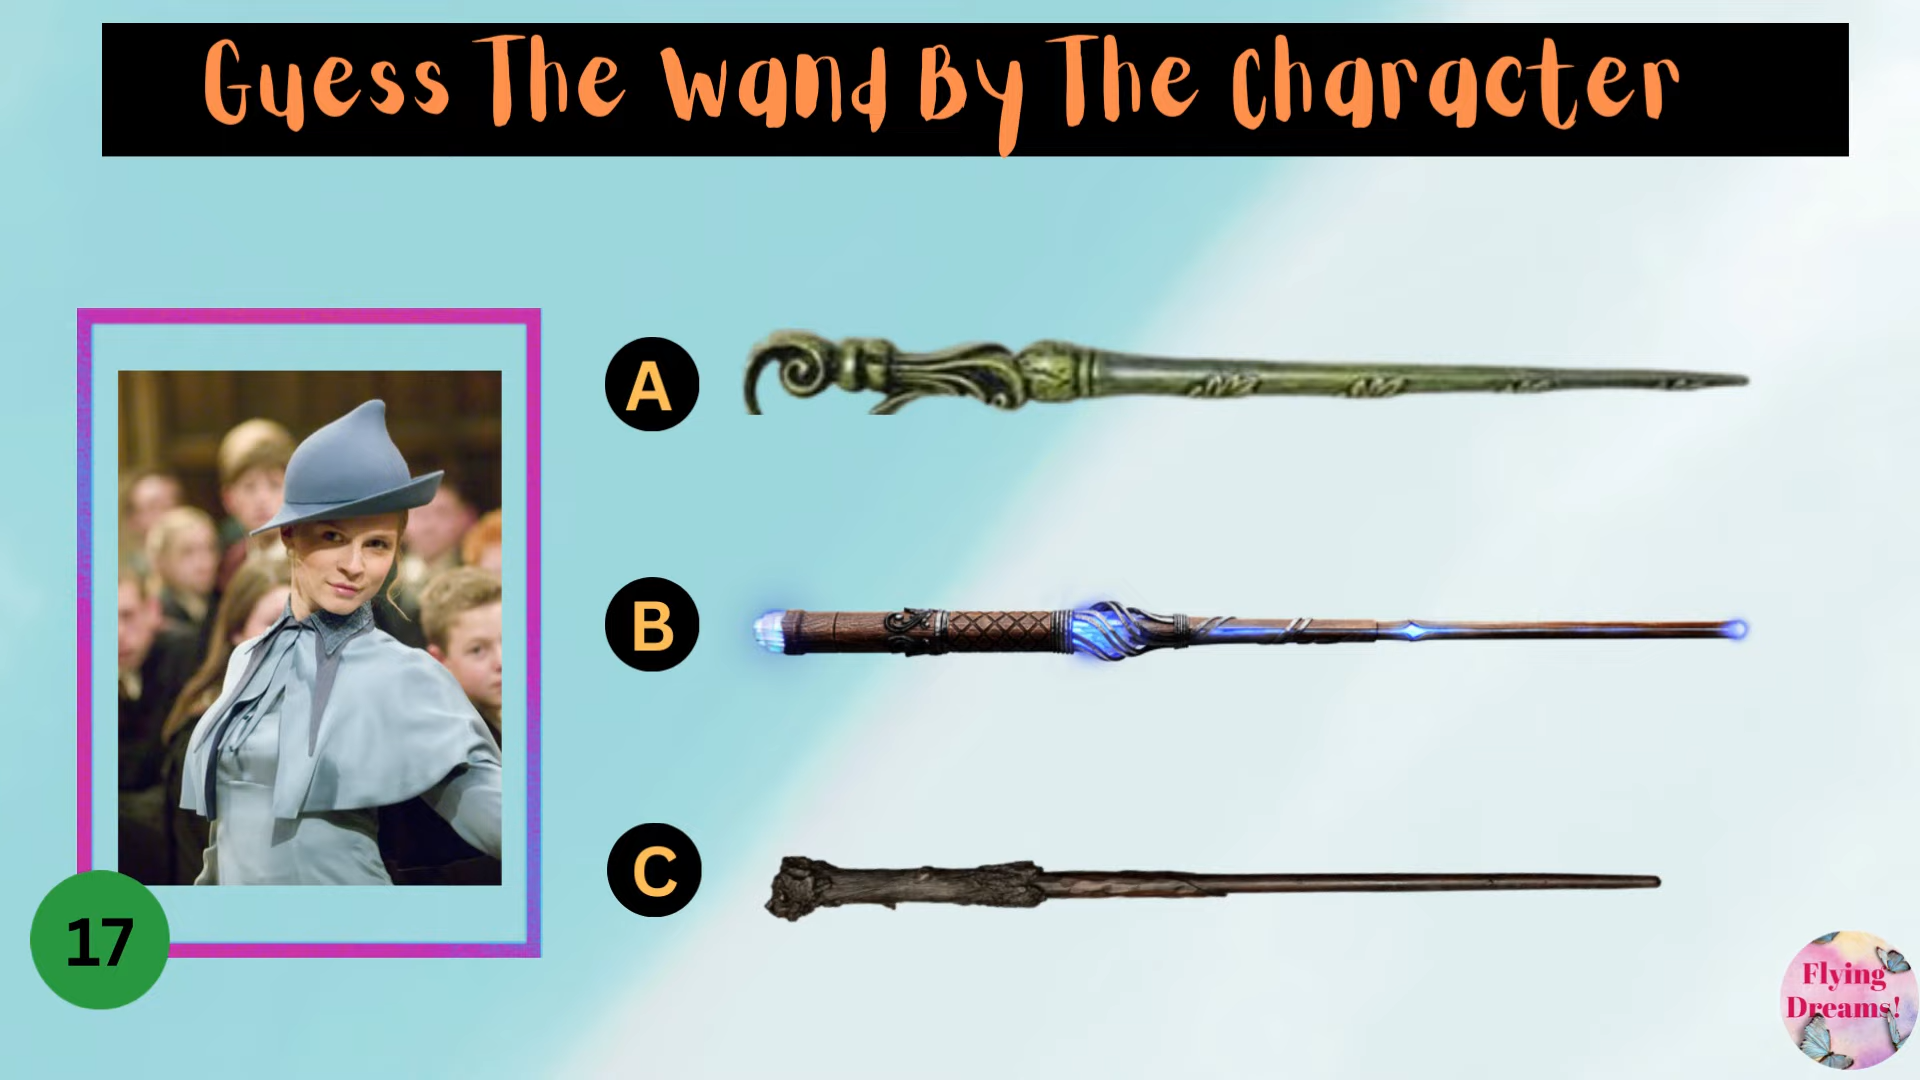 Guess The Wand By The Character
A
B
C
17
Flying
Dreams!